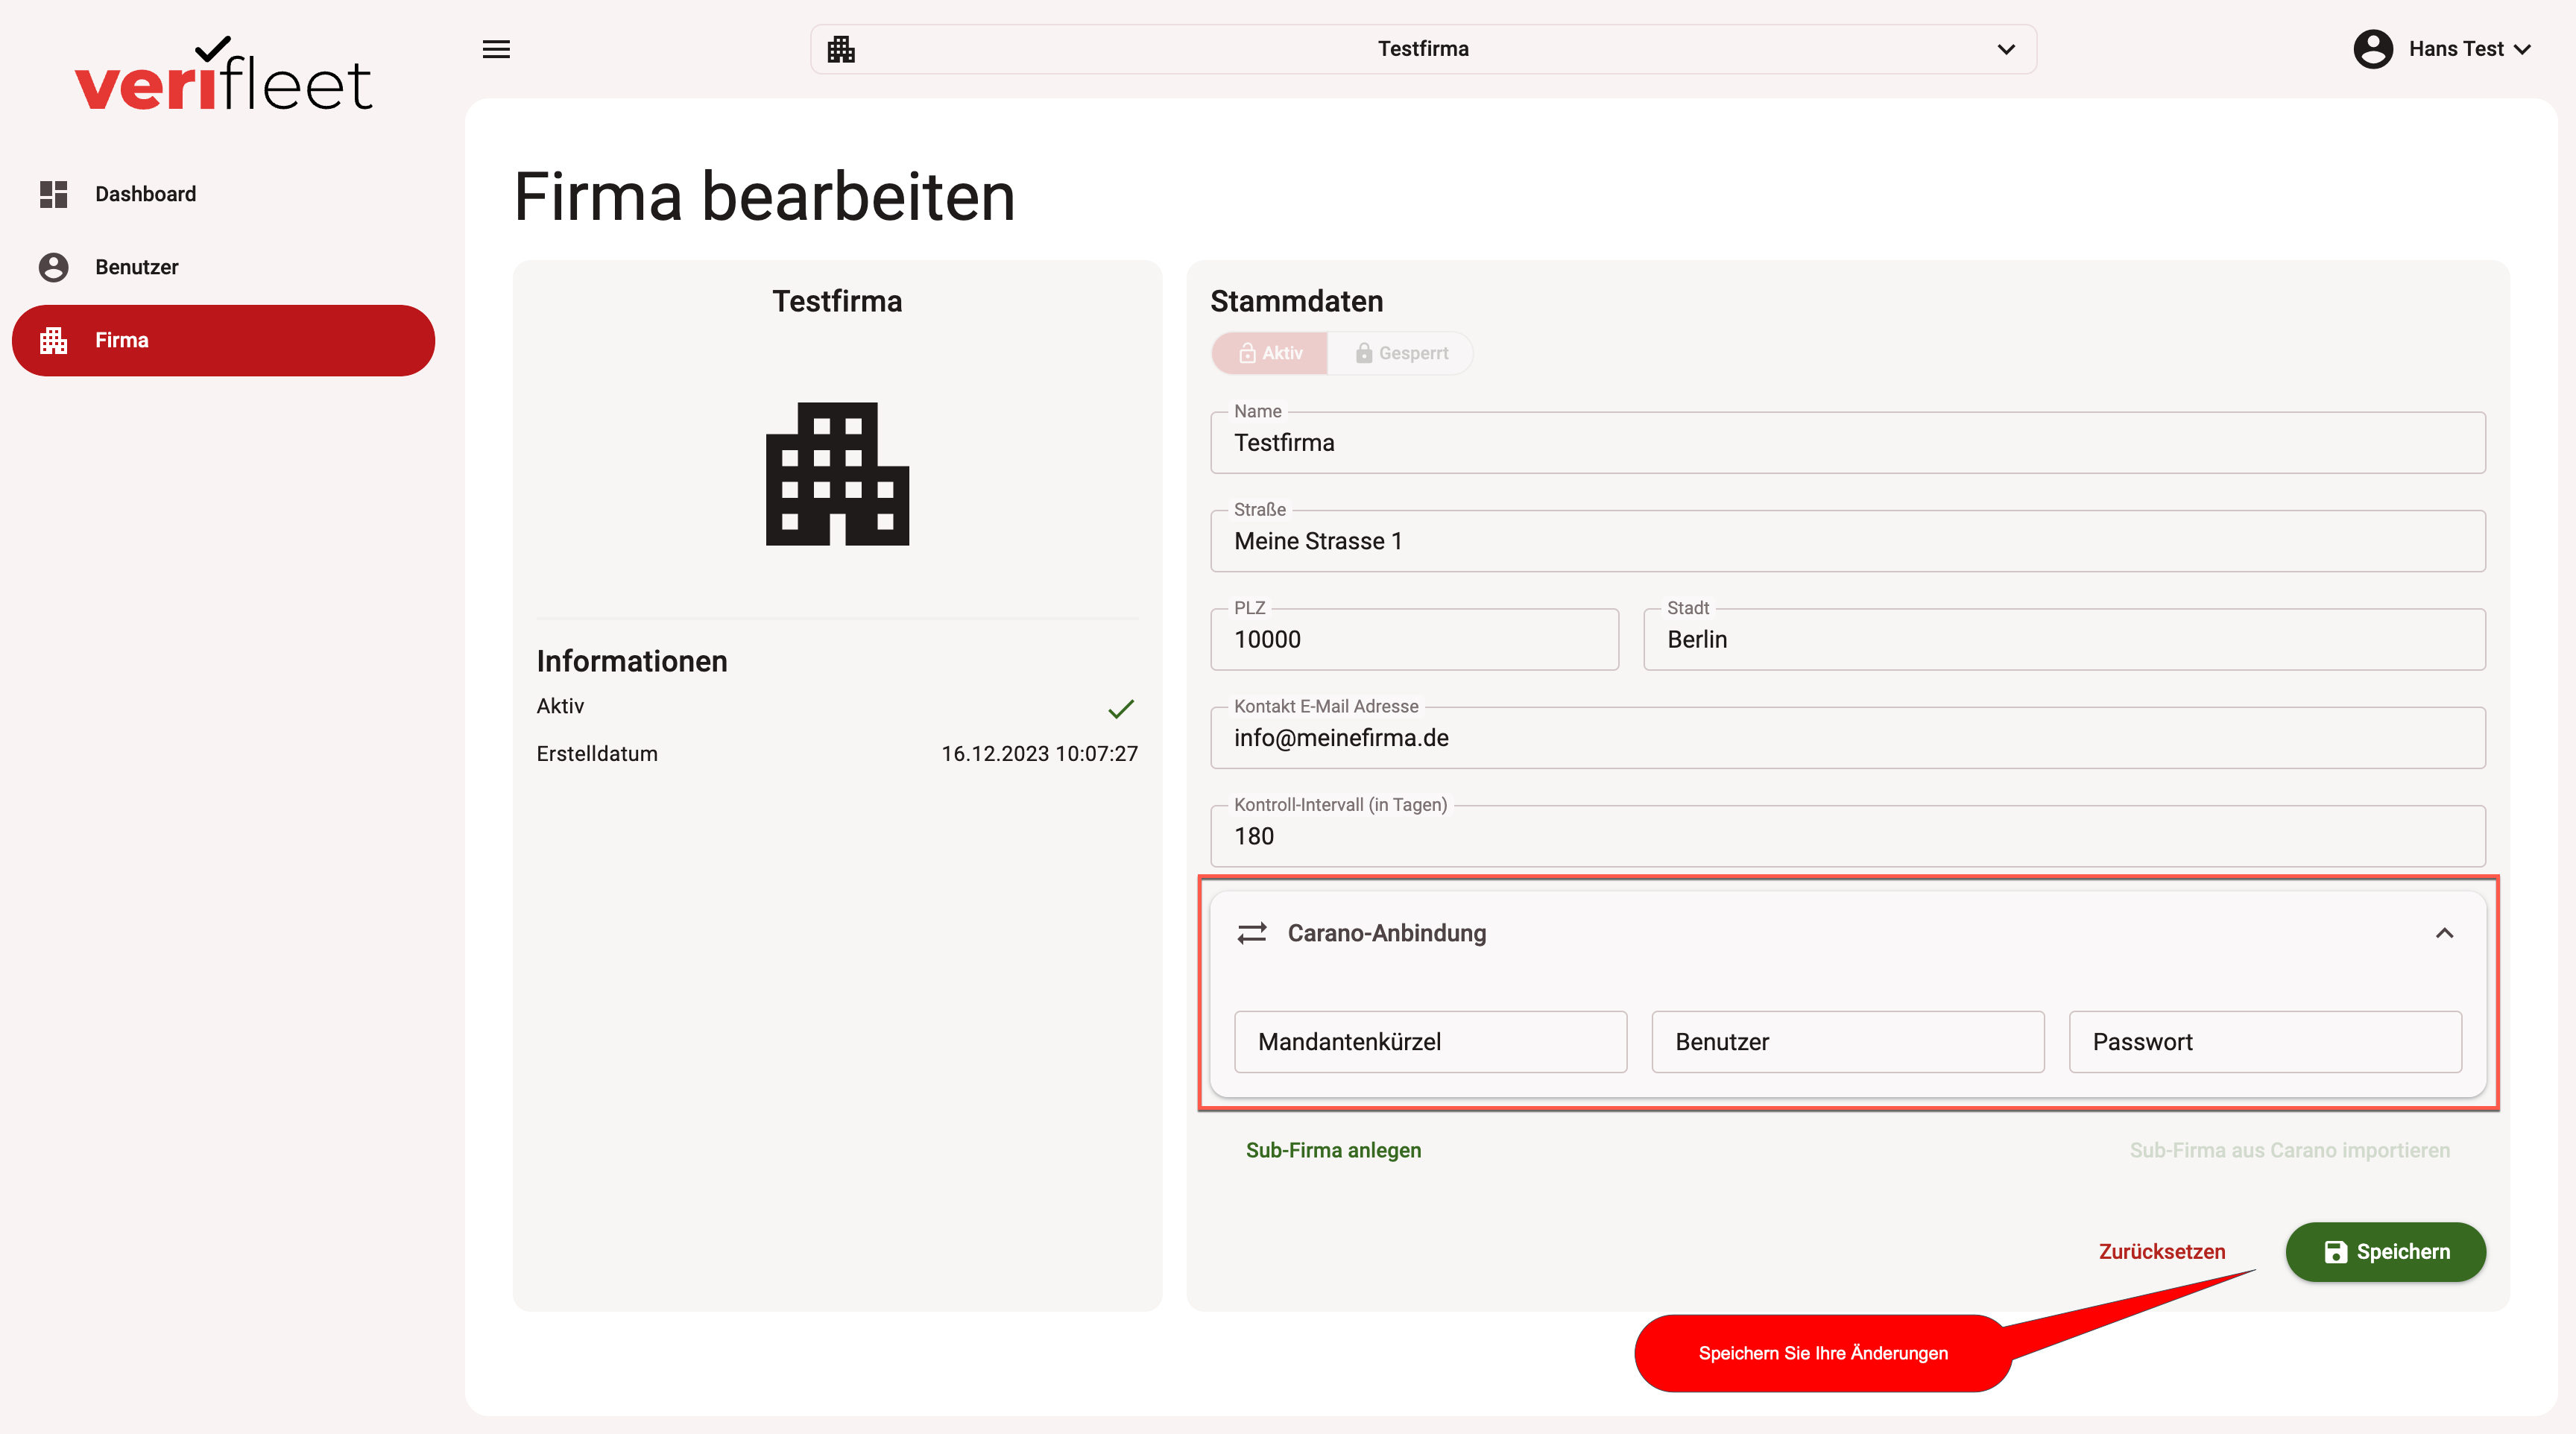 verifleet
Testfirma
Hans Test
Dashboard
Benutzer
Firma
Firma bearbeiten
Testfirma
Informationen
Aktiv
Erstelldatum 16.12.2023 10:07:27
Stammdaten
Aktiv Gesperrt
Name
Testfirma
Straße
Meine Strasse 1
PLZ Stadt
10000 Berlin
Kontakt E-Mail Adresse
info@meinefirma.de
Kontroll-Intervall (in Tagen)
180
Carano-Anbindung
Mandantenkürzel Benutzer Passwort
Sub-Firma anlegen Sub-Firma aus Carano importieren
Zurücksetzen Speichern
Speichern Sie Ihre Änderungen